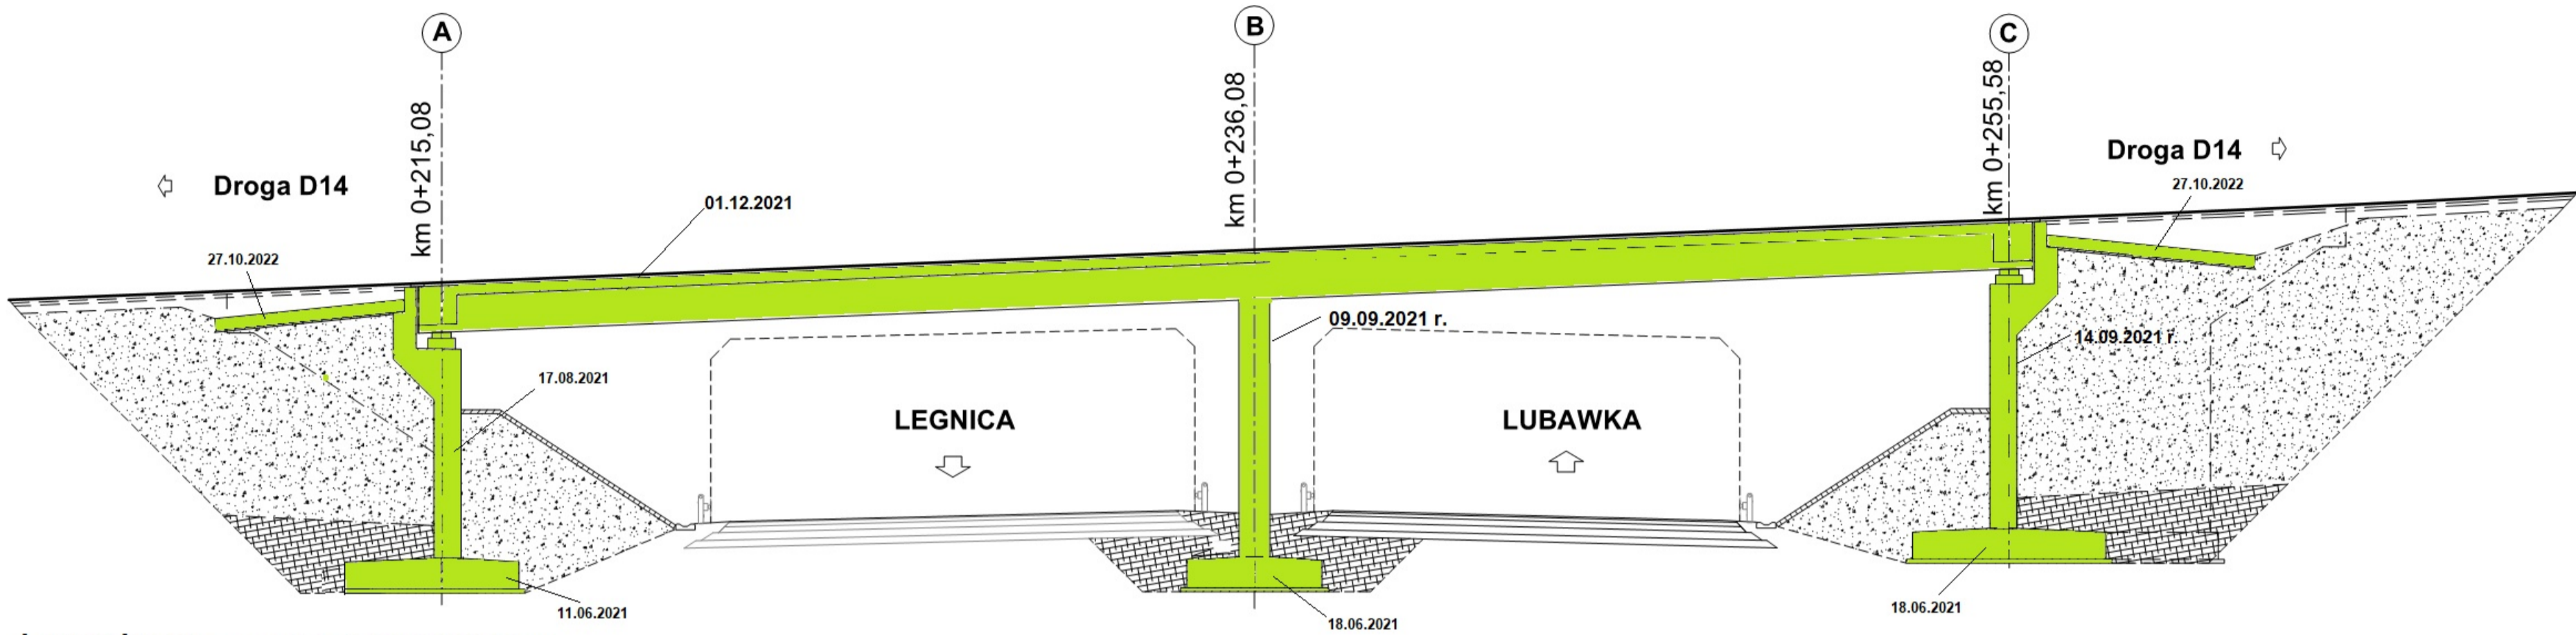 A
B
C
km 0+215,08
km 0+236,08
km 0+255,58
Droga D14
Droga D14
27.10.2022
01.12.2021
27.10.2022
09.09.2021 r.
14.09.2021 r.
17.08.2021
LEGNICA
LUBAWKA
11.06.2021
18.06.2021
18.06.2021